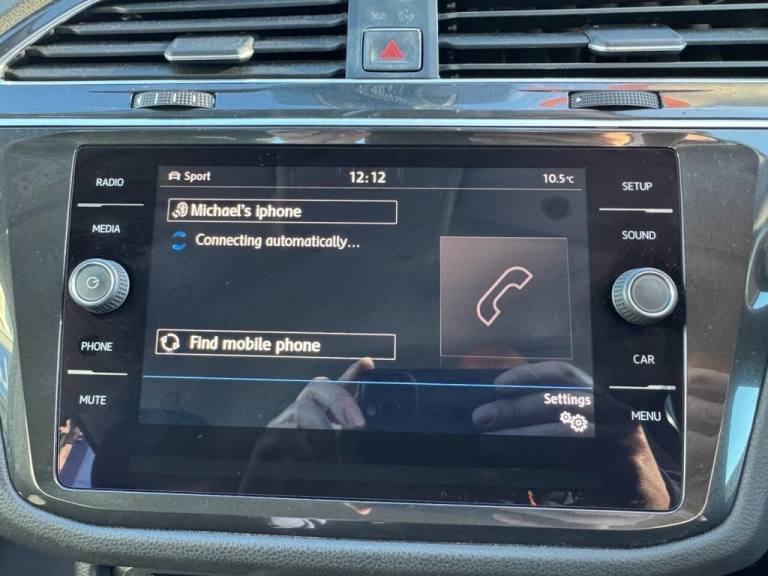 RADIO
MEDIA
PHONE
MUTE
Sport
12:12
10.5°C
Michael's iphone
Connecting automatically...
Find mobile phone
Settings
SETUP
SOUND
CAR
MENU